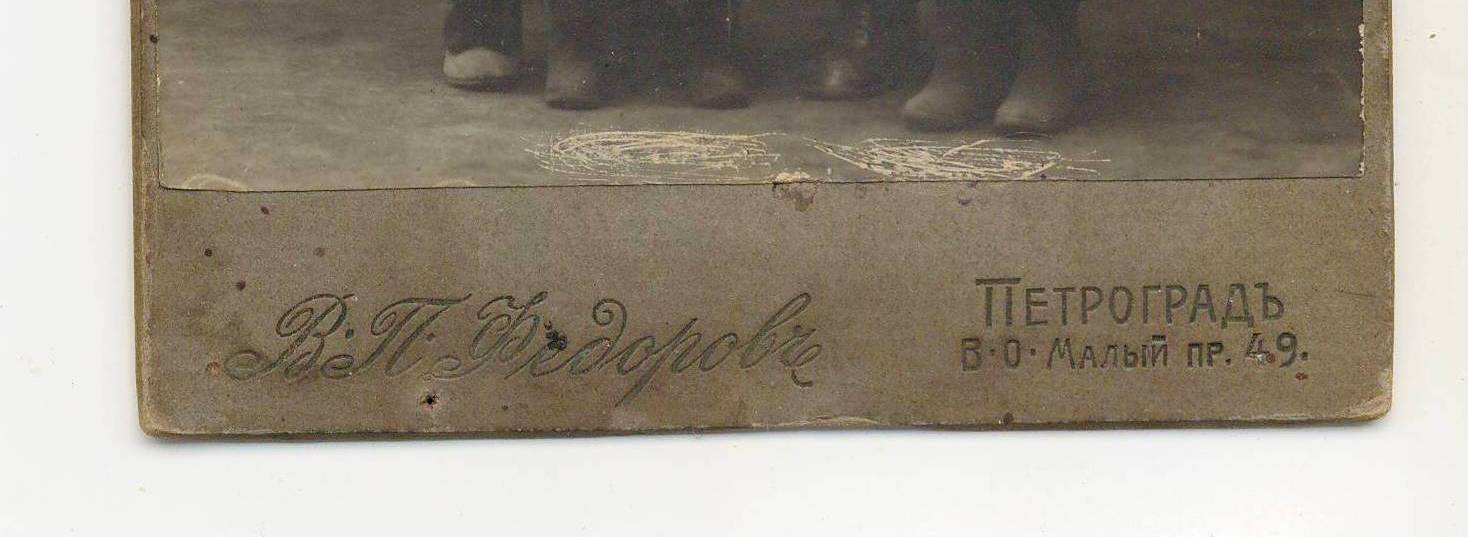 В. П. Федоровъ
ПЕТРОГРАДЪ
В·О· МАЛЫЙ ПР. 49.